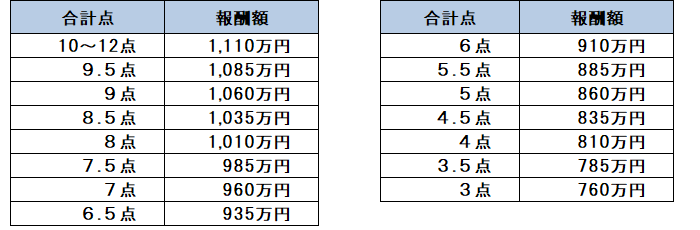 合計点 報酬額
10～12点 1,110万円
９.５点 1,085万円
９点 1,060万円
８.５点 1,035万円
８点 1,010万円
７.５点 985万円
７点 960万円
６.５点 935万円
合計点 報酬額
６点 910万円
５.５点 885万円
５点 860万円
４.５点 835万円
４点 810万円
３.５点 785万円
３点 760万円